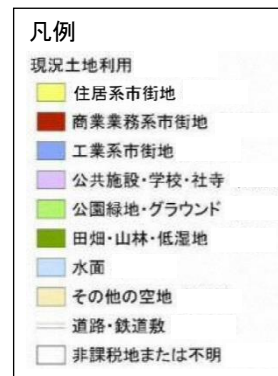 凡例
現況土地利用
住居系市街地
商業業務系市街地
工業系市街地
公共施設・学校・社寺
公園緑地・グラウンド
田畑・山林・低湿地
水面
その他の空地
道路・鉄道敷
非課税地または不明